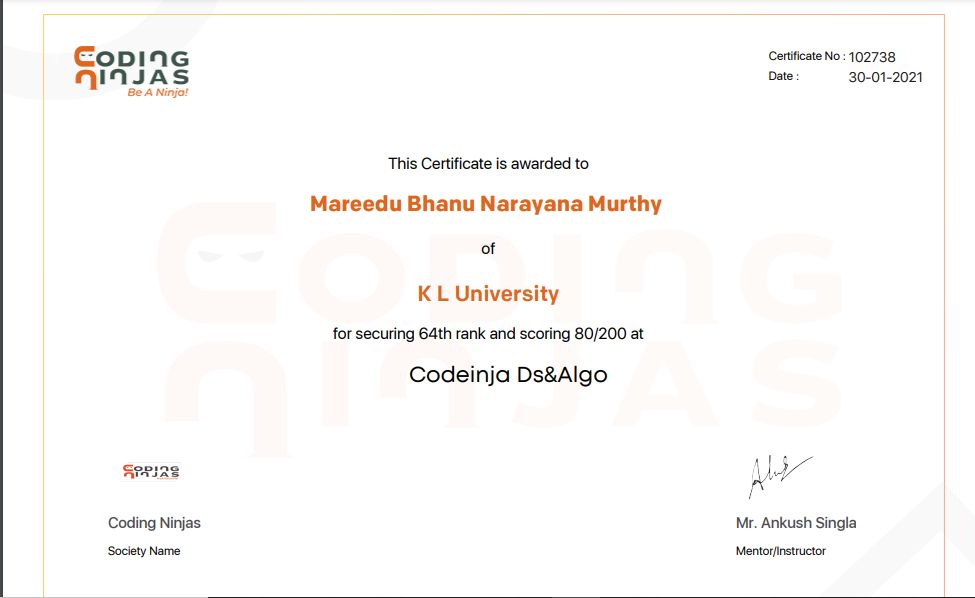 CODING
NINJAS
Be A Ninja!
Certificate No : 102738
Date : 30-01-2021
This Certificate is awarded to
Mareedu Bhanu Narayana Murthy
of
K L University
for securing 64th rank and scoring 80/200 at
Codeinja Ds&Algo
CODING
NINJAS
CODING
NINJAS
Coding Ninjas
Society Name
Mr. Ankush Singla
Mentor/Instructor